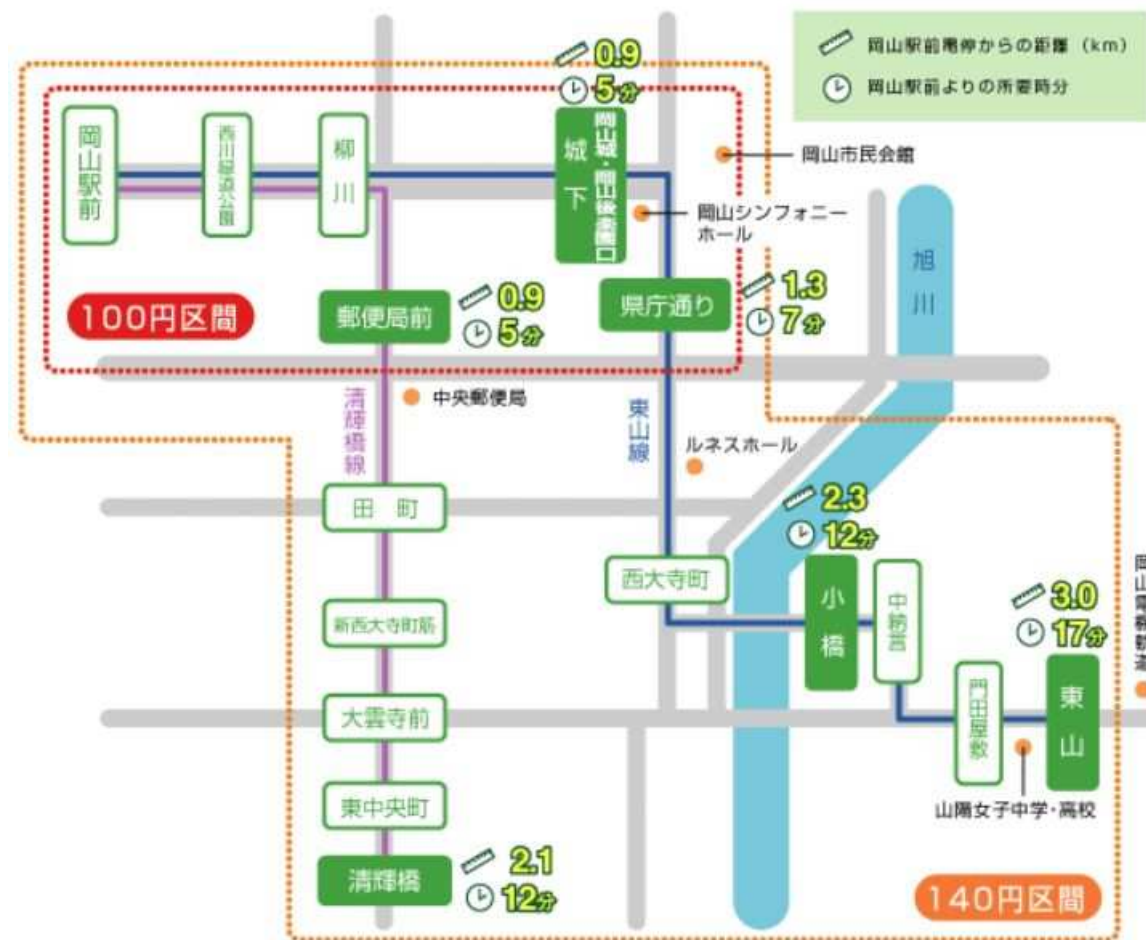 岡山駅前電停からの距離 (km)
岡山駅前よりの所要時分
0.9
5分
岡山駅前
西川緑道公園
柳川
城下
岡山城・後楽園口
岡山市民会館
岡山シンフォニー
ホール
旭川
100円区間
郵便局前
0.9
5分
県庁通り
1.3
7分
清輝橋線
中央郵便局
東山線
ルネスホール
田町
2.3
12分
西大寺町
小橋
中納言
3.0
17分
新西大寺町筋
大雲寺前
門田屋敷
東山
東中央町
山陽女子中学・高校
清輝橋
2.1
12分
140円区間